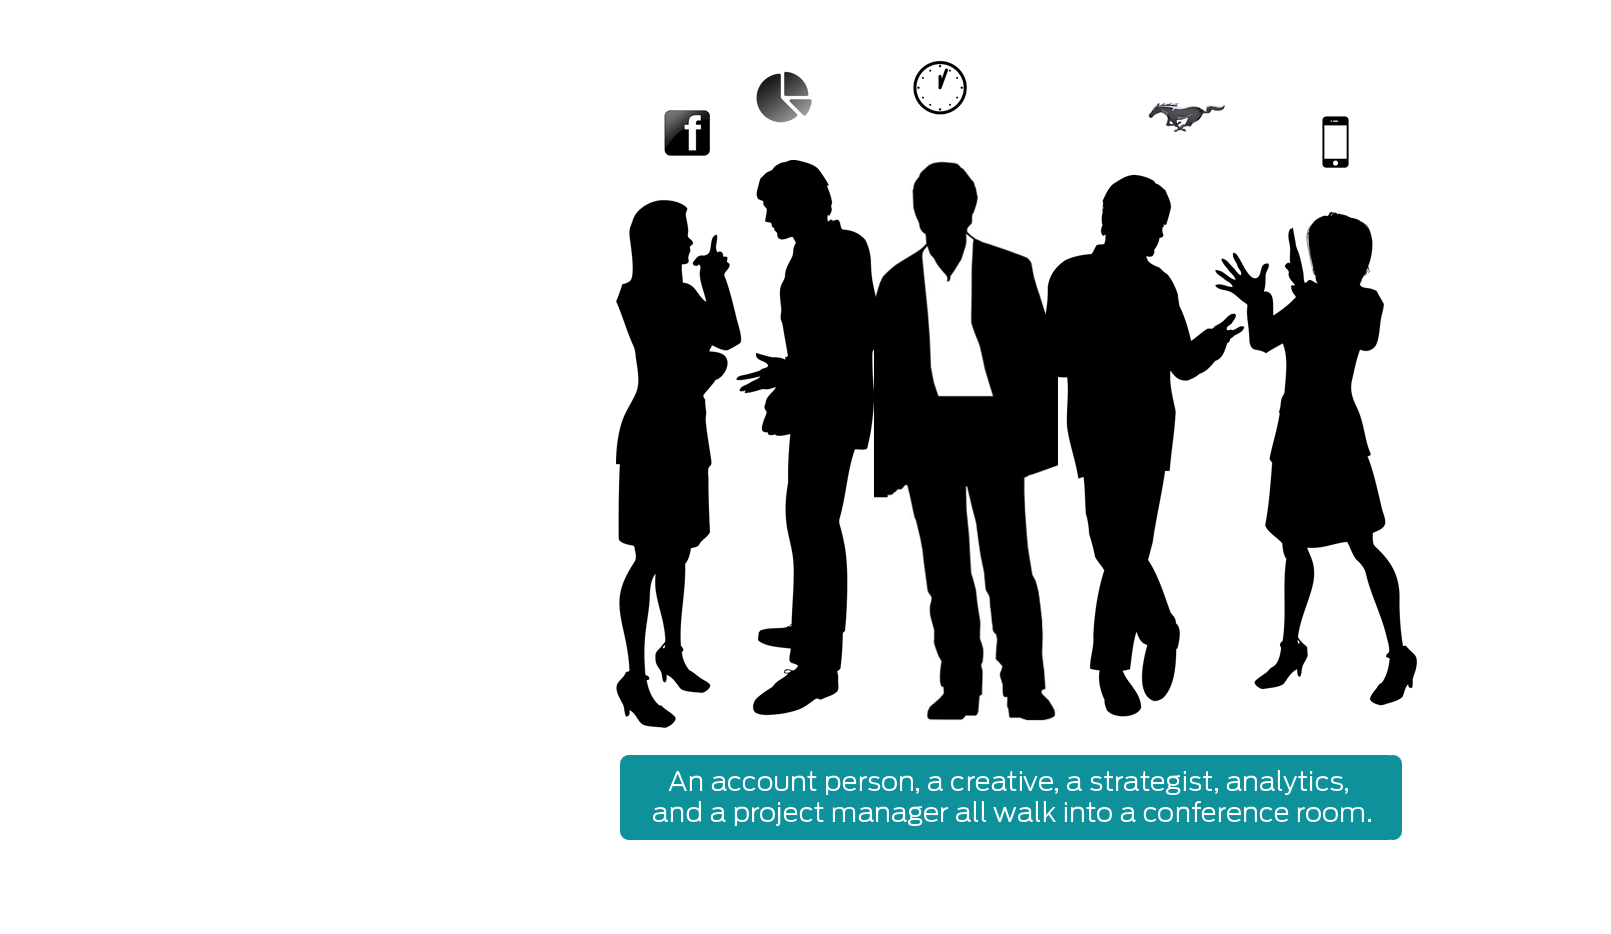 f
An account person, a creative, a strategist, analytics,
and a project manager all walk into a conference room.